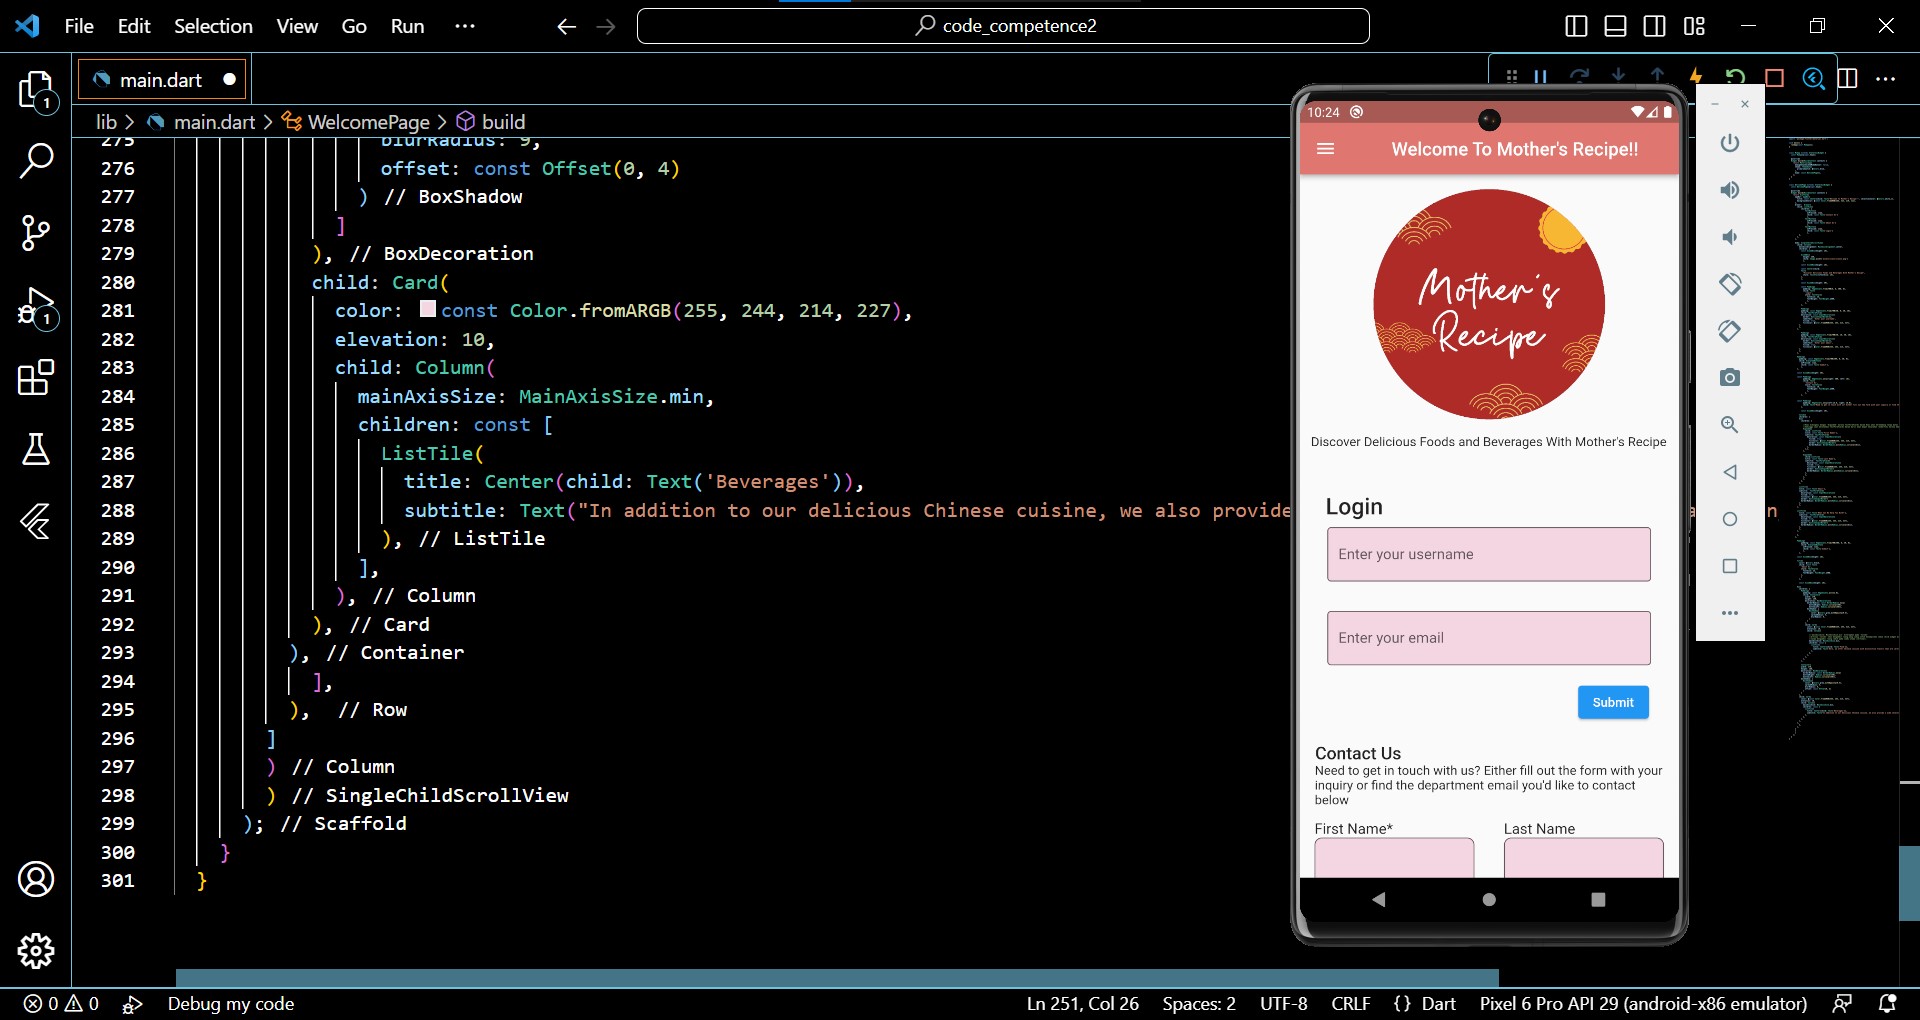 File Edit Selection View Go Run ···
code_competence2
main.dart
lib > main.dart > WelcomePage > build
1
1
275 blurRadius: 9,
276 offset: const Offset(0, 4)
277 ) // BoxShadow
278 ]
279 ), // BoxDecoration
280 child: Card(
281 color: const Color.fromARGB(255, 244, 214, 227),
282 elevation: 10,
283 child: Column(
284 mainAxisSize: MainAxisSize.min,
285 children: const [
286 ListTile(
287 title: Center(child: Text('Beverages')),
288 subtitle: Text("In addition to our delicious Chinese cuisine, we also provide
289 ), // ListTile
290 ],
291 ), // Column
292 ), // Card
293 ), // Container
294 ],
295 ), // Row
296 ]
297 ) // Column
298 ) // SingleChildScrollView
299 ); // Scaffold
300 }
301 }
10:24
Welcome To Mother's Recipe!!
Mother's
Recipe
Discover Delicious Foods and Beverages With Mother's Recipe
Login
Enter your username
Enter your email
Submit
Contact Us
Need to get in touch with us? Either fill out the form with your
inquiry or find the department email you'd like to contact
below
First Name* Last Name
0 0 Debug my code
Ln 251, Col 26 Spaces: 2 UTF-8 CRLF {} Dart Pixel 6 Pro API 29 (android-x86 emulator)